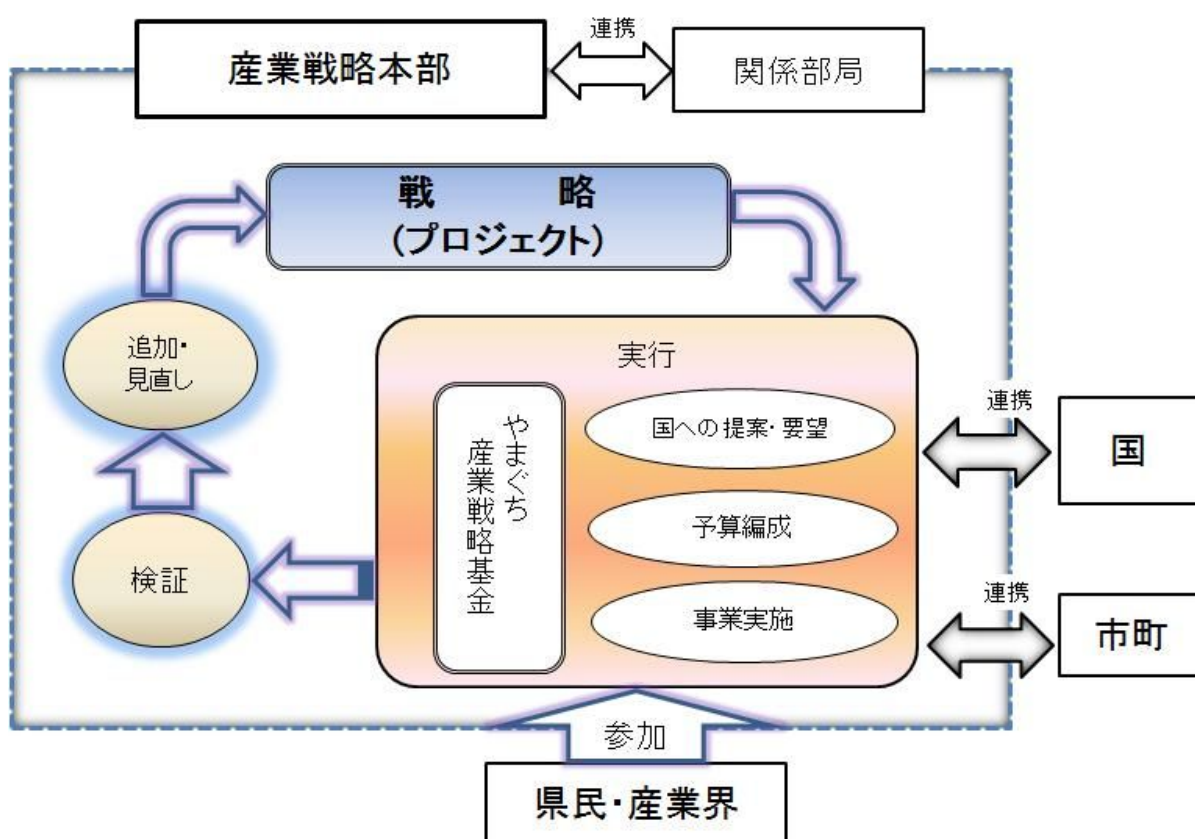 連携
産業戦略本部
関係部局
戦　　　略
(プロジェクト)
追加・
見直し
実行
やまぐち
産業戦略基金
国への提案・要望
予算編成
事業実施
検証
連携
国
連携
市町
参加
県民・産業界